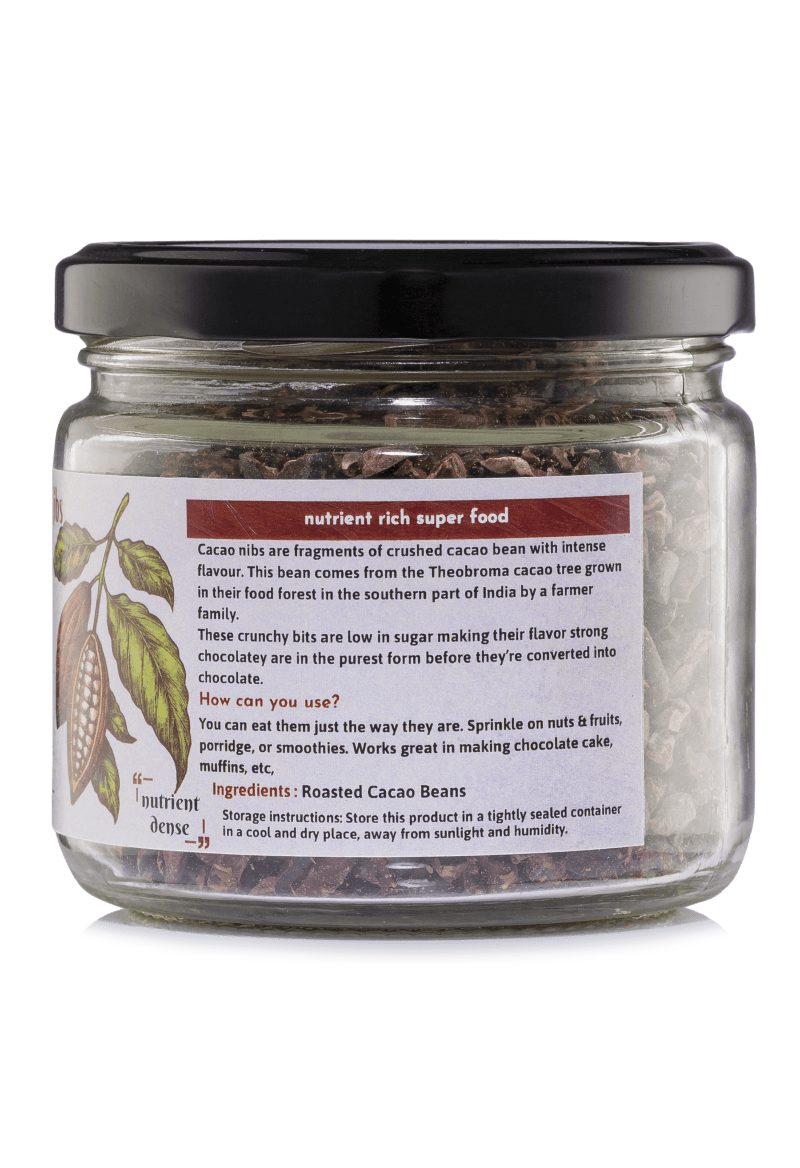 nutrient rich super food
Cacao nibs are fragments of crushed cacao bean with intense
flavour. This bean comes from the Theobroma cacao tree grown
in their food forest in the southern part of India by a farmer
family.
These crunchy bits are low in sugar making their flavor strong
chocolatey are in the purest form before they're converted into
chocolate.
How can you use?
You can eat them just the way they are. Sprinkle on nuts & fruits,
porridge, or smoothies. Works great in making chocolate cake,
muffins, etc,
Ingredients : Roasted Cacao Beans
Storage instructions: Store this product in a tightly sealed container
in a cool and dry place, away from sunlight and humidity.
“nutrient
dense”